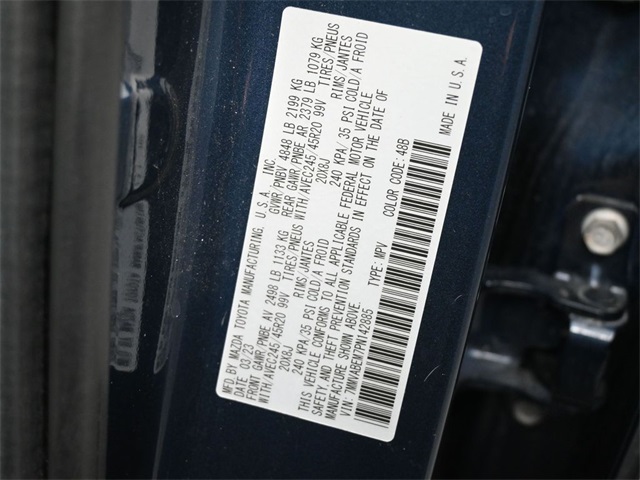 MFD. BY MAZDA TOYOTA MANUFACTURING, U.S.A., INC.
DATE 03/23 GVWR/PNBV 4848 LB 2199 KG
FRONT GAWR/PNBE AV 2498 LB 1133 KG REAR GAWR/PNBE AR 2379 LB 1079 KG
WITH/AVEC245/45R20 99V TIRES/PNEUS WITH/AVEC245/45R20 99V TIRES/PNEUS
20X8J RIMS/JANTES 20X8J RIMS/JANTES
240 KPA/ 35 PSI COLD/A FROID 240 KPA/ 35 PSI COLD/A FROID
THIS VEHICLE CONFORMS TO ALL APPLICABLE FEDERAL MOTOR VEHICLE
SAFETY, AND THEFT PREVENTION STANDARDS IN EFFECT ON THE DATE OF
MANUFACTURE SHOWN ABOVE.
VIN: 7MMVABEM7PN142885 TYPE: MPV COLOR CODE: 48B
MADE IN U.S.A.